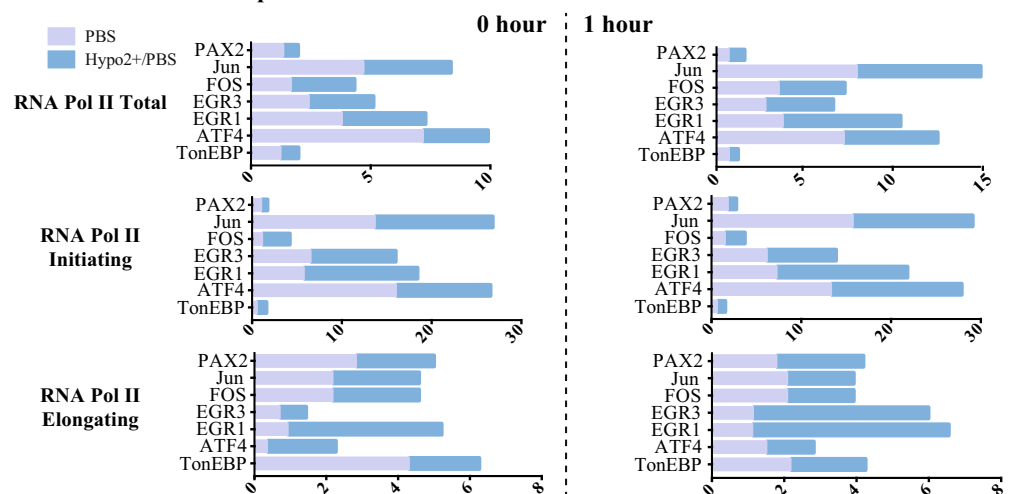 0 hour
1 hour
PBS
Hypo2+/PBS
RNA Pol II Total
PAX2
Jun
FOS
EGR3
EGR1
ATF4
TonEBP
0 5 10
PAX2
Jun
FOS
EGR3
EGR1
ATF4
TonEBP
0 5 10 15
RNA Pol II
Initiating
PAX2
Jun
FOS
EGR3
EGR1
ATF4
TonEBP
0 10 20 30
PAX2
Jun
FOS
EGR3
EGR1
ATF4
TonEBP
0 10 20 30
RNA Pol II
Elongating
PAX2
Jun
FOS
EGR3
EGR1
ATF4
TonEBP
0 2 4 6 8
PAX2
Jun
FOS
EGR3
EGR1
ATF4
TonEBP
0 2 4 6 8